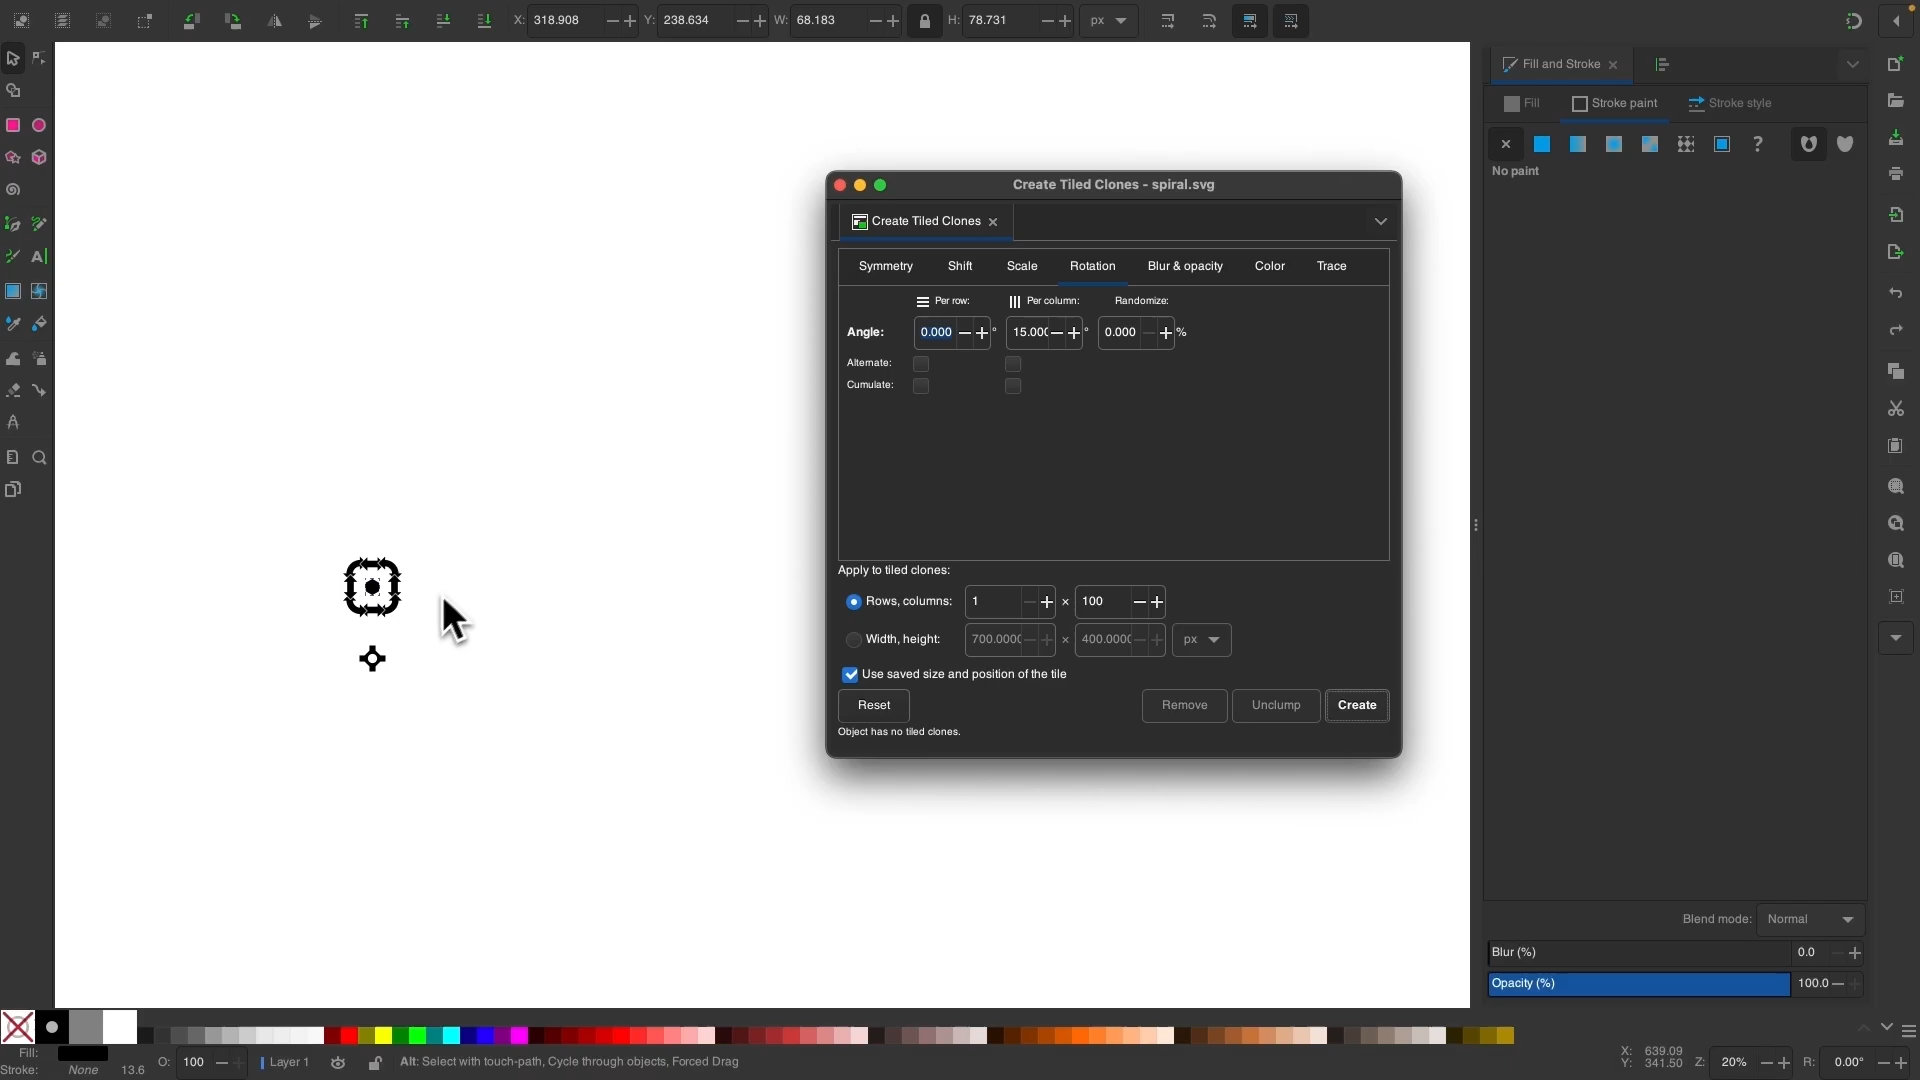 X: 318.908 Y: 238.634 W: 68.183 H: 78.731 px
Fill and Stroke
Fill Stroke paint Stroke style
?
No paint
Create Tiled Clones - spiral.svg
Create Tiled Clones
Symmetry Shift Scale Rotation Blur & opacity Color Trace
Per row: Per column: Randomize:
Angle: 0.000 ° 15.000 ° 0.000 %
Alternate:
Cumulate:
Apply to tiled clones:
Rows, columns: 1 × 100
Width, height: 700.0000 × 400.0000 px
Use saved size and position of the tile
Reset Remove Unclump Create
Object has no tiled clones.
Blend mode: Normal
Blur (%) 0.0
Opacity (%) 100.0
Fill:
Stroke: None 13.6 O: 100 Layer 1 Alt: Select with touch-path, Cycle through objects, Forced Drag
X: 639.09
Y: 341.50 Z: 20% R: 0.00°